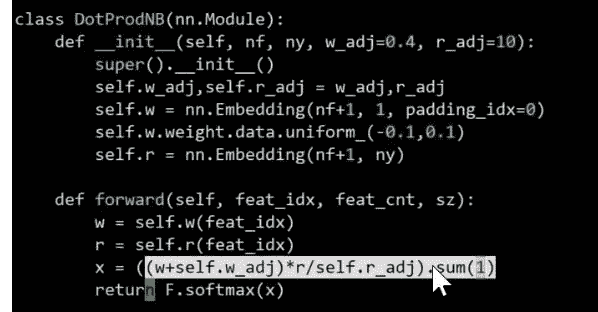 class DotProdNB(nn.Module):
    def __init__(self, nf, ny, w_adj=0.4, r_adj=10):
        super().__init__()
        self.w_adj,self.r_adj = w_adj,r_adj
        self.w = nn.Embedding(nf+1, 1, padding_idx=0)
        self.w.weight.data.uniform_(-0.1,0.1)
        self.r = nn.Embedding(nf+1, ny)

    def forward(self, feat_idx, feat_cnt, sz):
        w = self.w(feat_idx)
        r = self.r(feat_idx)
        x = ((w+self.w_adj)*r/self.r_adj).sum(1)
        return F.softmax(x)